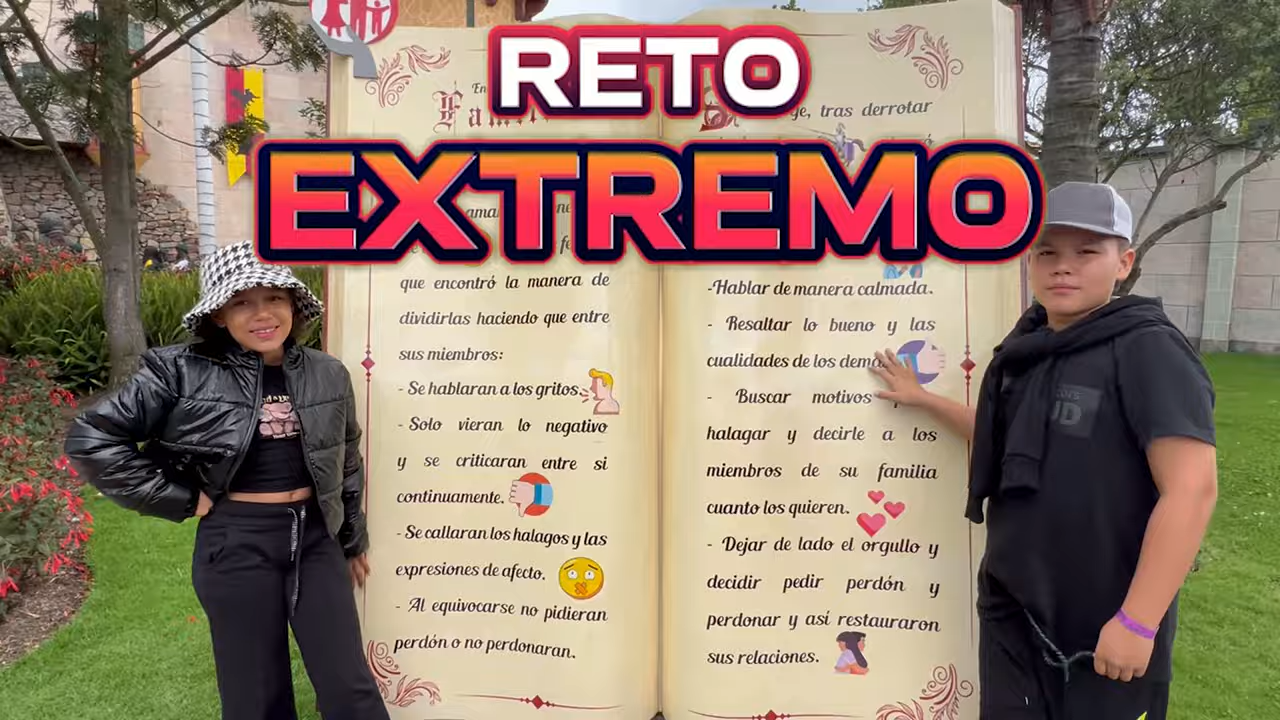 RETO
EXTREMO
En
Fam
amar
que encontró la manera de
dividirlas haciendo que entre
sus miembros:
- Se hablaran a los gritos.
- Solo vieran lo negativo
y se criticaran entre si
continuamente.
- Se callaran los halagos y las
expresiones de afecto.
- Al equivocarse no pidieran
perdón o no perdonaran.
tras derrotar
-Hablar de manera calmada.
- Resaltar lo bueno y las
cualidades de los demá
- Buscar motivos
halagar y decirle a los
miembros de su familia
cuanto los quieren.
- Dejar de lado el orgullo y
decidir pedir perdón y
perdonar y así restauraron
sus relaciones.